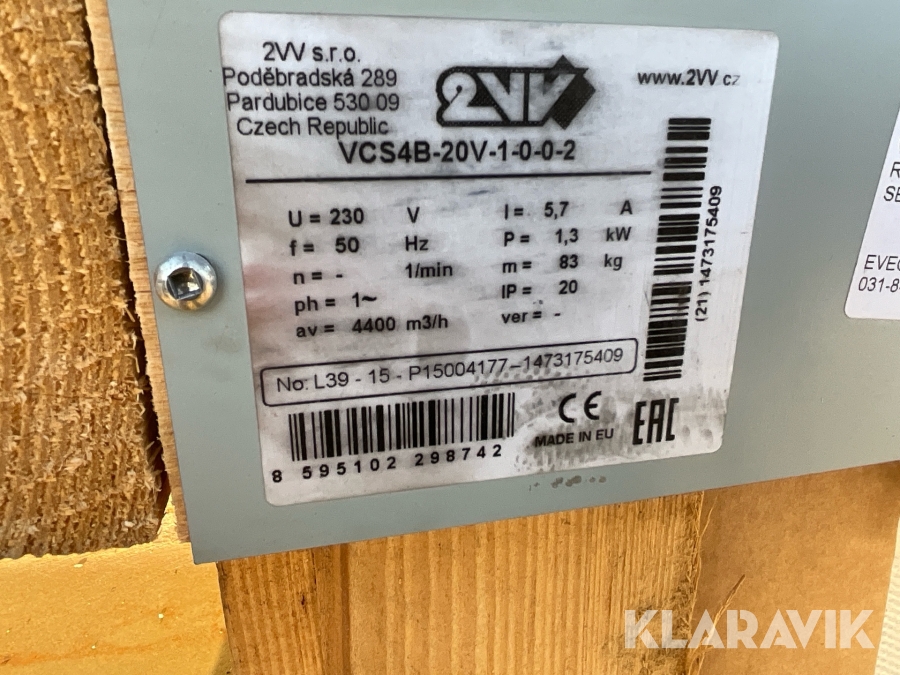 2VV s.r.o.
Poděbradská 289
Pardubice 530 09
Czech Republic
2VV
www.2VV.cz
VCS4B-20V-1-0-0-2
U = 230 V
f = 50 Hz
n = - 1/min
ph = 1~
av = 4400 m3/h
I = 5,7 A
P = 1,3 kW
m = 83 kg
IP = 20
ver = -
(21) 1473175409
No: L39 - 15 - P15004177-1473175409
8 595102 298742
CE
MADE IN EU
EAC
KLARAVIK